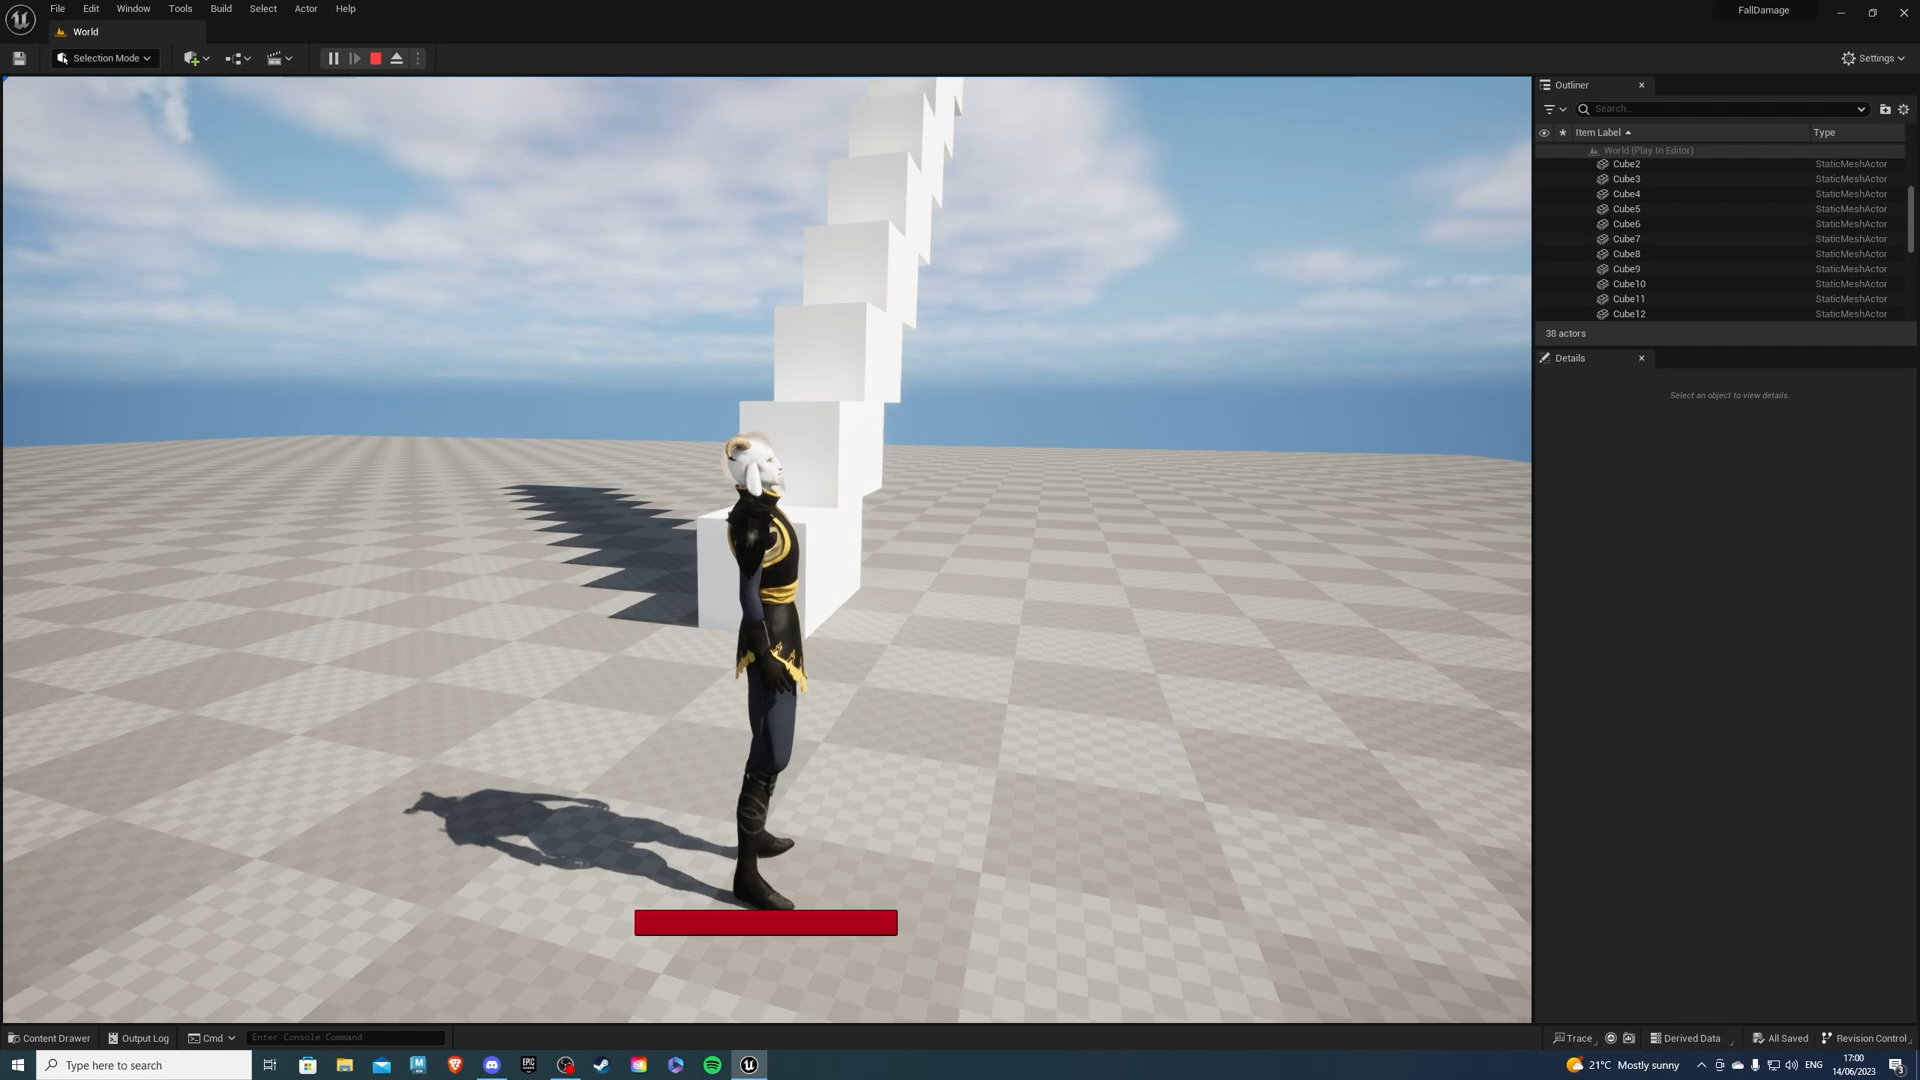 File Edit Window Tools Build Select Actor Help
FallDamage
World
Selection Mode
Settings
Outliner
Search...
Item Label Type
World (Play In Editor)
Cube2 StaticMeshActor
Cube3 StaticMeshActor
Cube4 StaticMeshActor
Cube5 StaticMeshActor
Cube6 StaticMeshActor
Cube7 StaticMeshActor
Cube8 StaticMeshActor
Cube9 StaticMeshActor
Cube10 StaticMeshActor
Cube11 StaticMeshActor
Cube12 StaticMeshActor
38 actors
Details
Select an object to view details.
Content Drawer Output Log Cmd Enter Console Command Trace Derived Data All Saved Revision Control
Type here to search
21°C Mostly sunny
ENG
17:00
14/06/2023
3